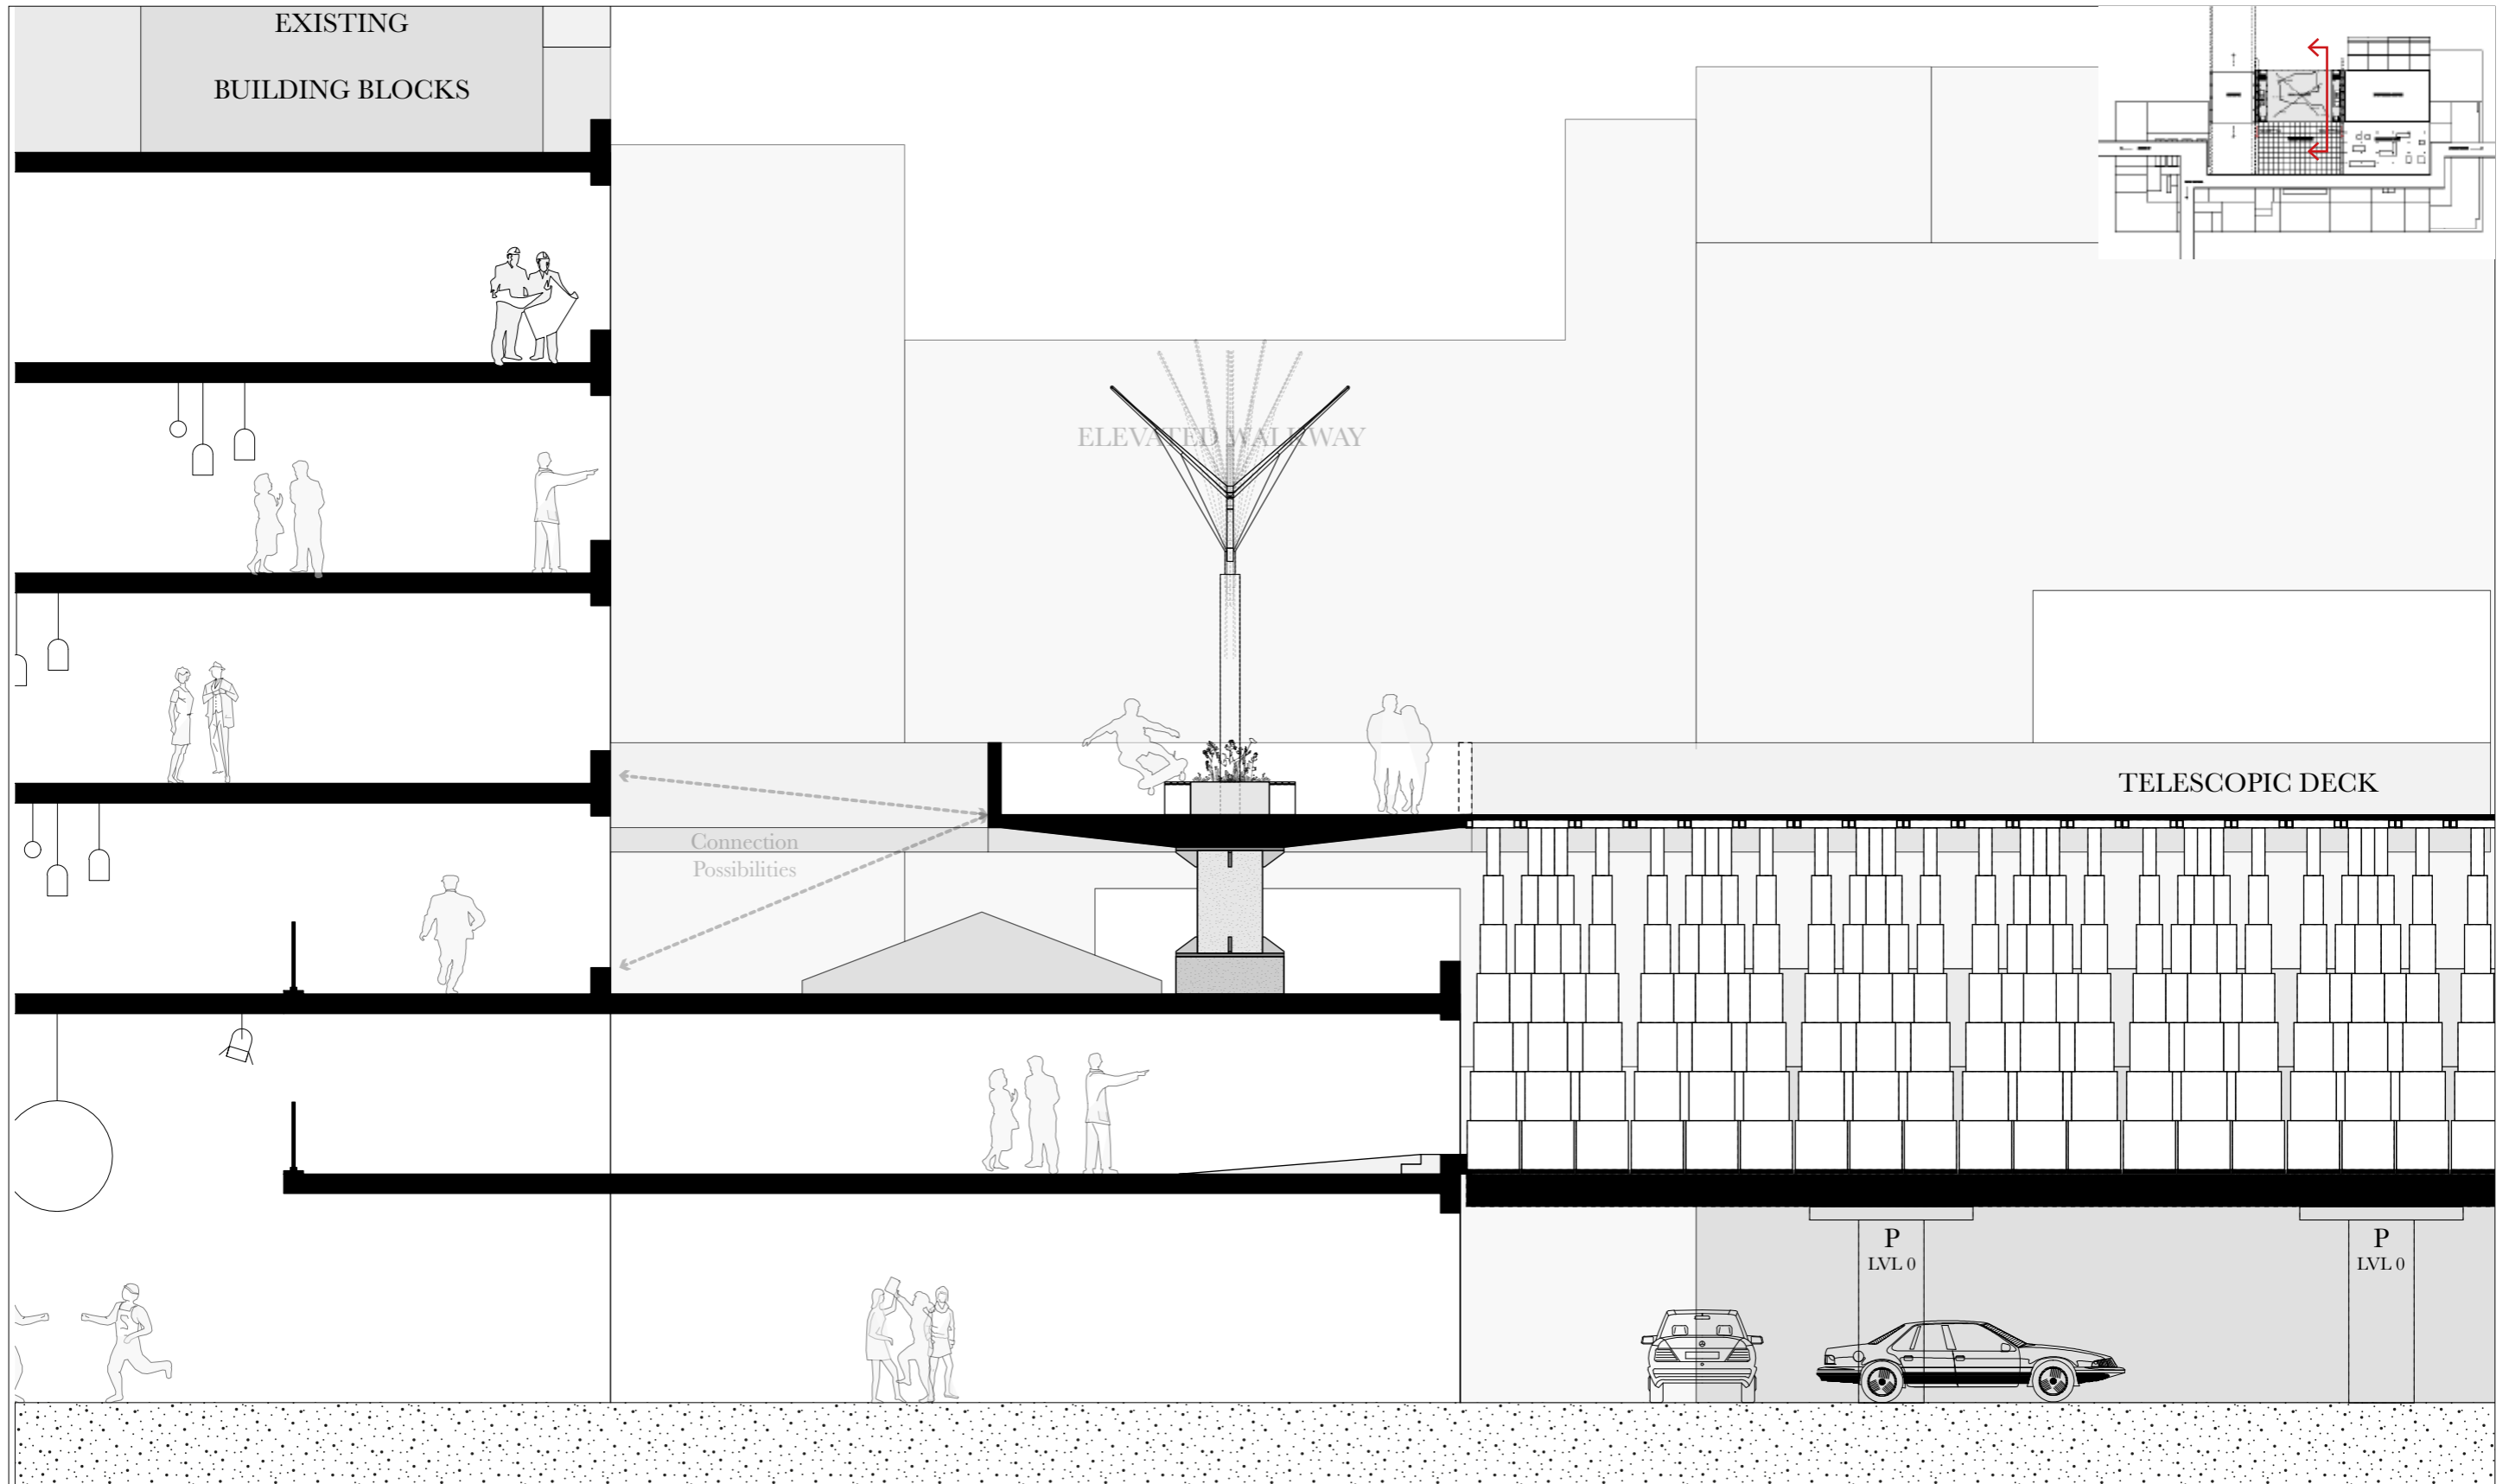 EXISTING
BUILDING BLOCKS
ELEVATED WALKWAY
TELESCOPIC DECK
Connection
Possibilities
P
LVL 0
P
LVL 0